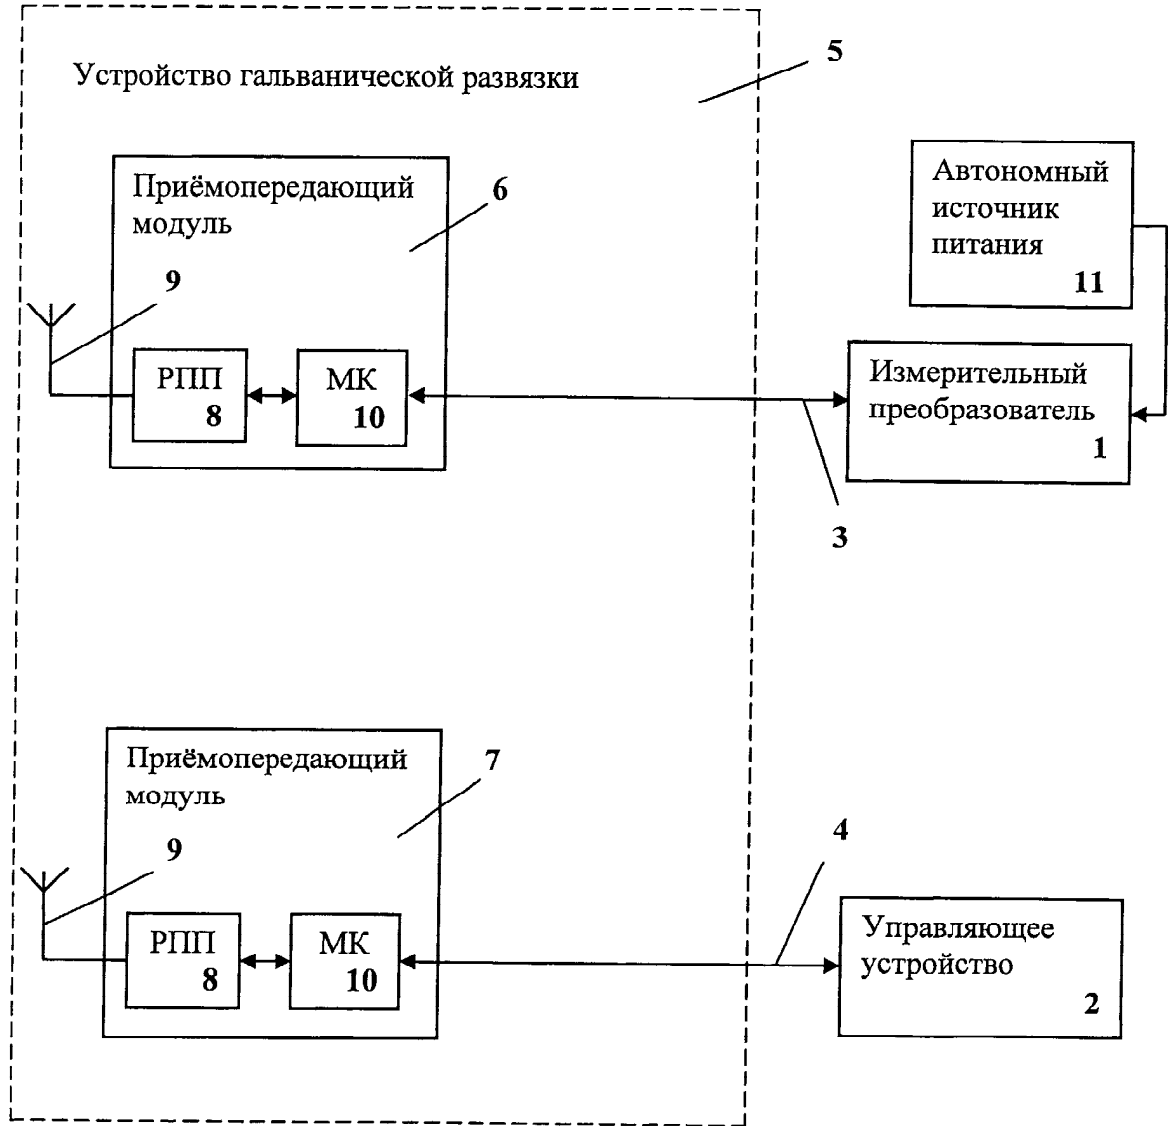 Устройство гальванической развязки
5
Приёмопередающий
модуль
6
9
РПП
8
МК
10
Автономный
источник
питания
11
Измерительный
преобразователь
1
3
Приёмопередающий
модуль
7
9
РПП
8
МК
10
4
Управляющее
устройство
2